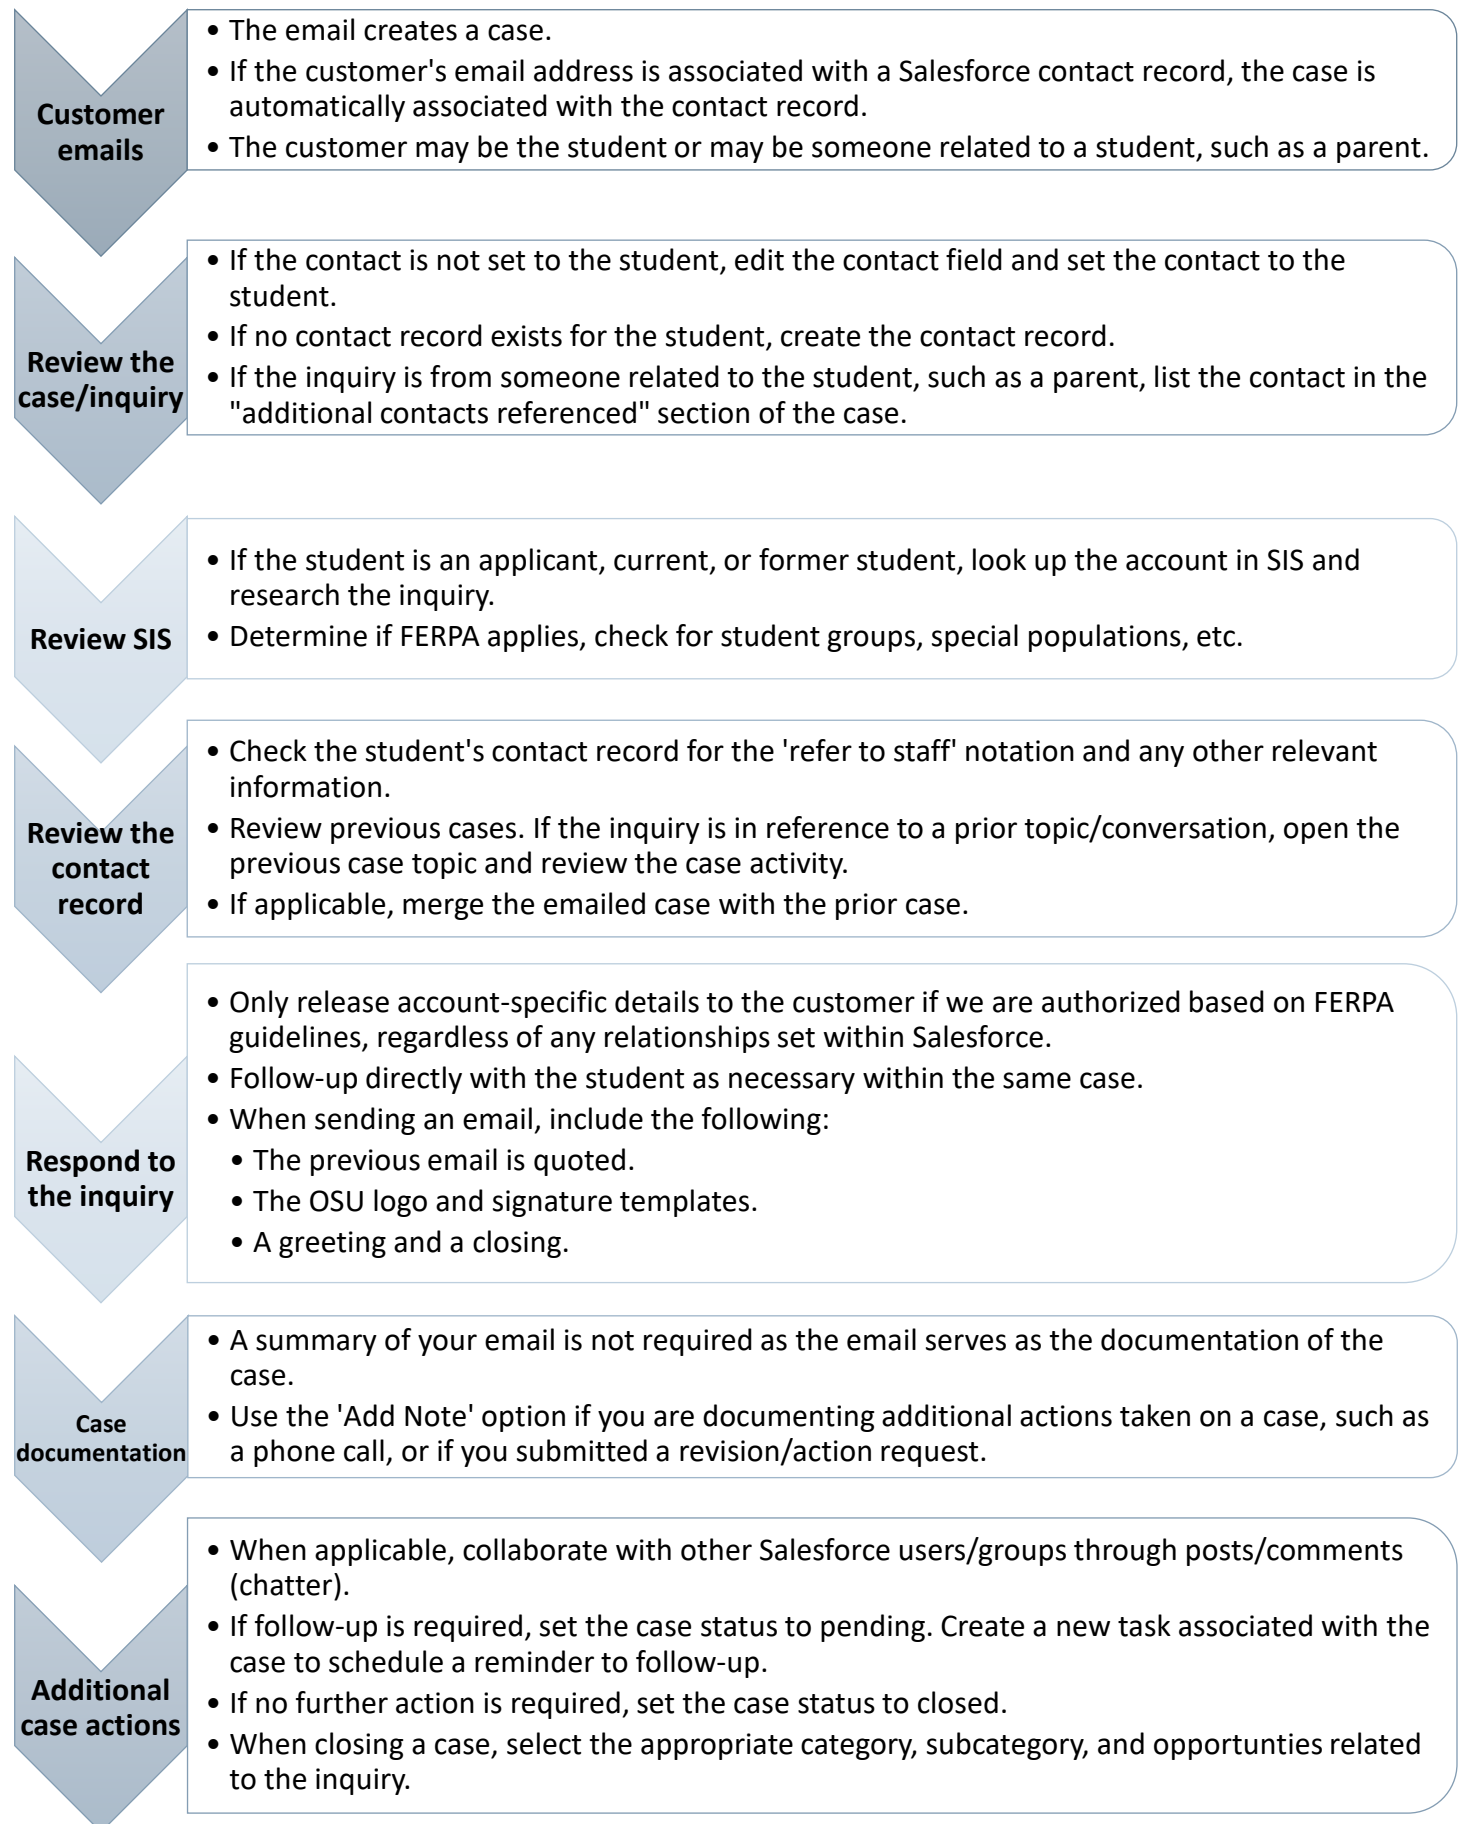 Customer
emails
• The email creates a case.
• If the customer's email address is associated with a Salesforce contact record, the case is
automatically associated with the contact record.
• The customer may be the student or may be someone related to a student, such as a parent.
Review the
case/inquiry
• If the contact is not set to the student, edit the contact field and set the contact to the
student.
• If no contact record exists for the student, create the contact record.
• If the inquiry is from someone related to the student, such as a parent, list the contact in the
"additional contacts referenced" section of the case.
Review SIS
• If the student is an applicant, current, or former student, look up the account in SIS and
research the inquiry.
• Determine if FERPA applies, check for student groups, special populations, etc.
Review the
contact
record
• Check the student's contact record for the 'refer to staff' notation and any other relevant
information.
• Review previous cases. If the inquiry is in reference to a prior topic/conversation, open the
previous case topic and review the case activity.
• If applicable, merge the emailed case with the prior case.
Respond to
the inquiry
• Only release account-specific details to the customer if we are authorized based on FERPA
guidelines, regardless of any relationships set within Salesforce.
• Follow-up directly with the student as necessary within the same case.
• When sending an email, include the following:
• The previous email is quoted.
• The OSU logo and signature templates.
• A greeting and a closing.
Case
documentation
• A summary of your email is not required as the email serves as the documentation of the
case.
• Use the 'Add Note' option if you are documenting additional actions taken on a case, such as
a phone call, or if you submitted a revision/action request.
Additional
case actions
• When applicable, collaborate with other Salesforce users/groups through posts/comments
(chatter).
• If follow-up is required, set the case status to pending. Create a new task associated with the
case to schedule a reminder to follow-up.
• If no further action is required, set the case status to closed.
• When closing a case, select the appropriate category, subcategory, and opportunties related
to the inquiry.